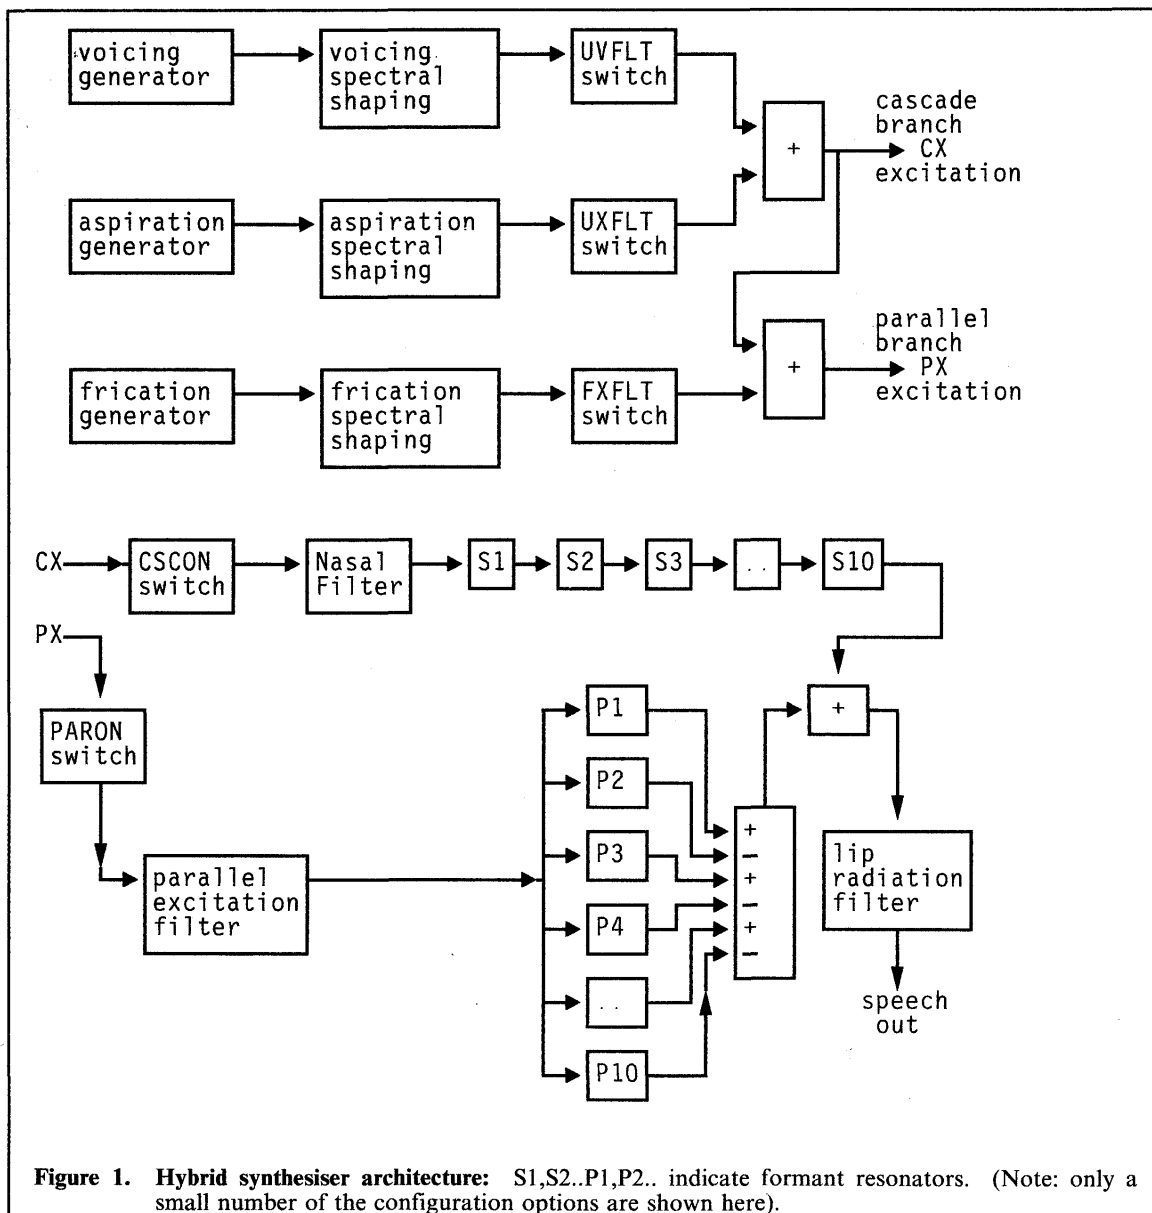 voicing
generator
voicing
spectral
shaping
UVFLT
switch
+
cascade
branch
CX
excitation
aspiration
generator
aspiration
spectral
shaping
UXFLT
switch
frication
generator
frication
spectral
shaping
FXFLT
switch
+
parallel
branch
PX
excitation
CX
CSCON
switch
Nasal
Filter
S1
S2
S3
..
S10
PX
PARON
switch
parallel
excitation
filter
P1
P2
P3
P4
..
P10
+
−
+
−
+
−
+
lip
radiation
filter
speech
out
Figure 1. Hybrid synthesiser architecture: S1,S2..P1,P2.. indicate formant resonators. (Note: only a
small number of the configuration options are shown here).